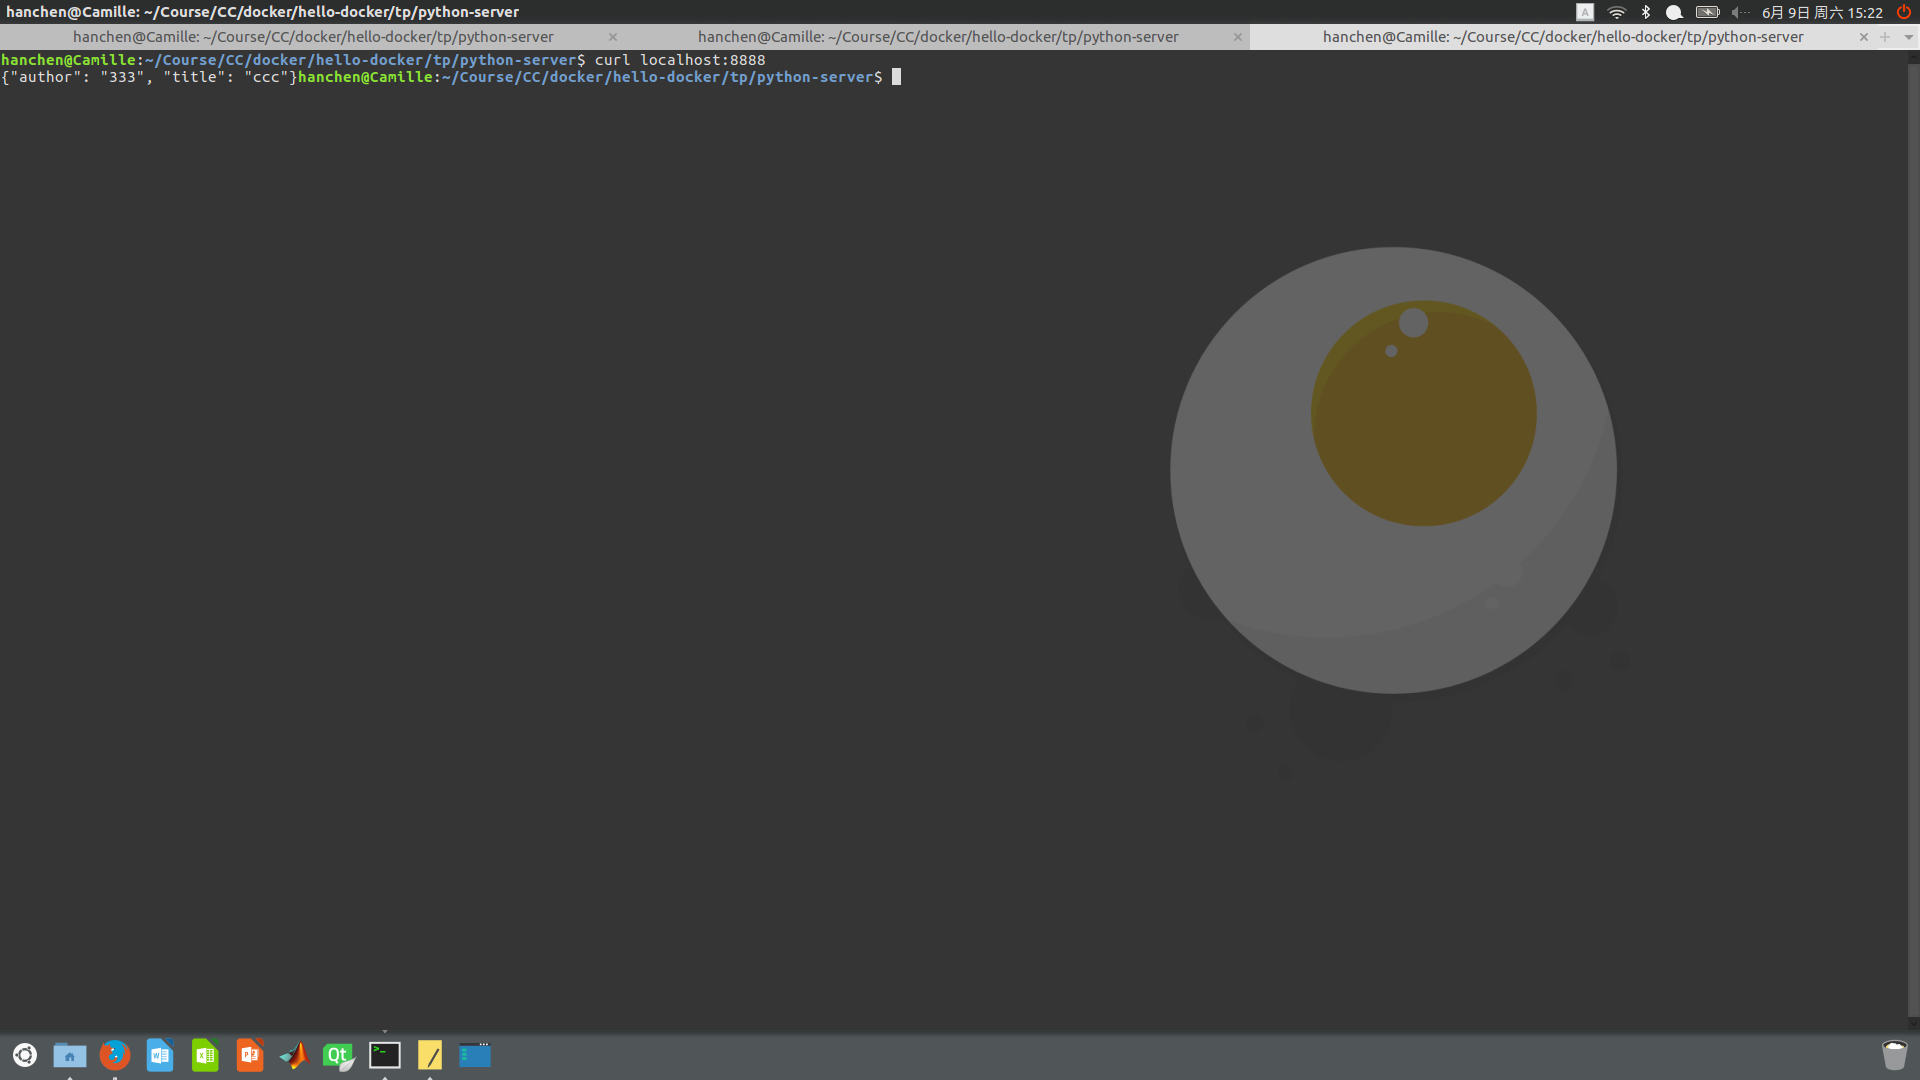 hanchen@Camille: ~/Course/CC/docker/hello-docker/tp/python-server
A
6月 9日 周六 15:22
hanchen@Camille: ~/Course/CC/docker/hello-docker/tp/python-server × hanchen@Camille: ~/Course/CC/docker/hello-docker/tp/python-server × hanchen@Camille: ~/Course/CC/docker/hello-docker/tp/python-server × +
hanchen@Camille:~/Course/CC/docker/hello-docker/tp/python-server$ curl localhost:8888
{"author": "333", "title": "ccc"}hanchen@Camille:~/Course/CC/docker/hello-docker/tp/python-server$
W
X
P
Qt
>_